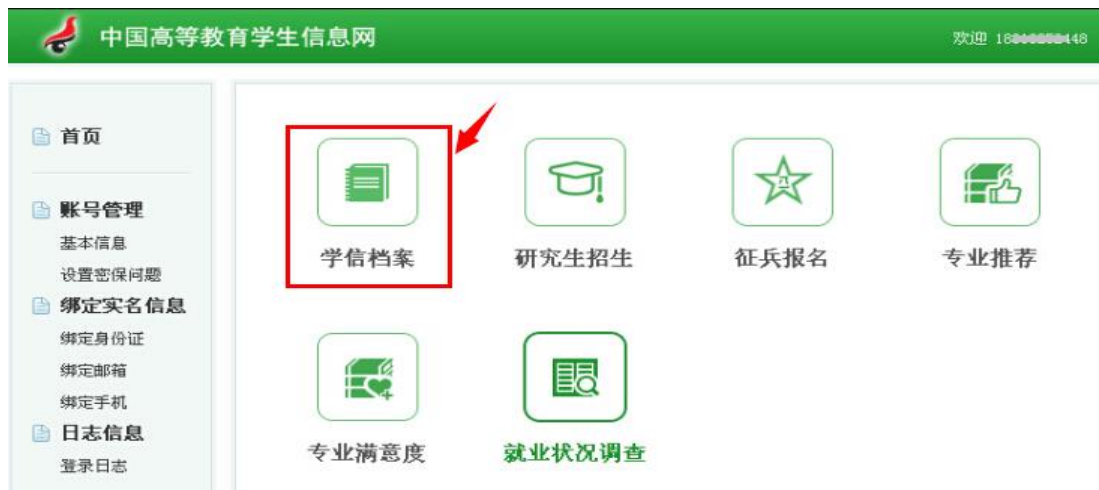 中国高等教育学生信息网
欢迎 18 448
首页
账号管理
基本信息
设置密保问题
绑定实名信息
绑定身份证
绑定邮箱
绑定手机
日志信息
登录日志
学信档案
研究生招生
征兵报名
专业推荐
专业满意度
就业状况调查